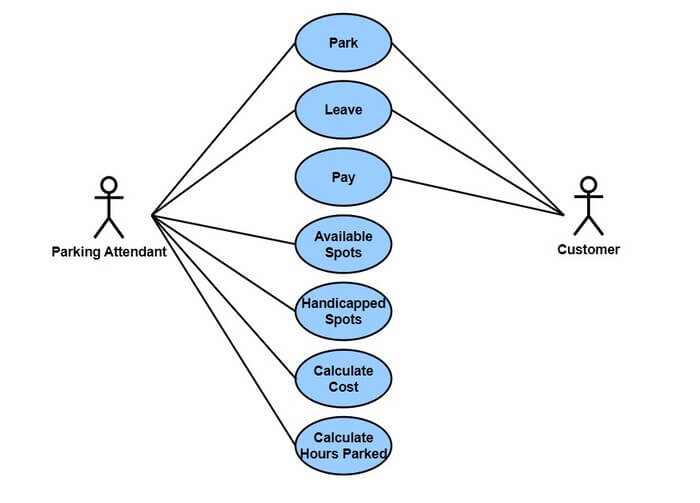 Park
Leave
Pay
Available
Spots
Handicapped
Spots
Calculate
Cost
Calculate
Hours Parked
Parking Attendant
Customer